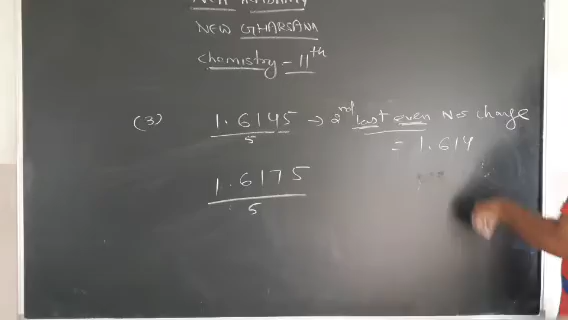 NEW GHARSANA
Chemistry - 11th
(3) 1.6145 → 2nd last even No change
5
= 1.614
1.6175
5